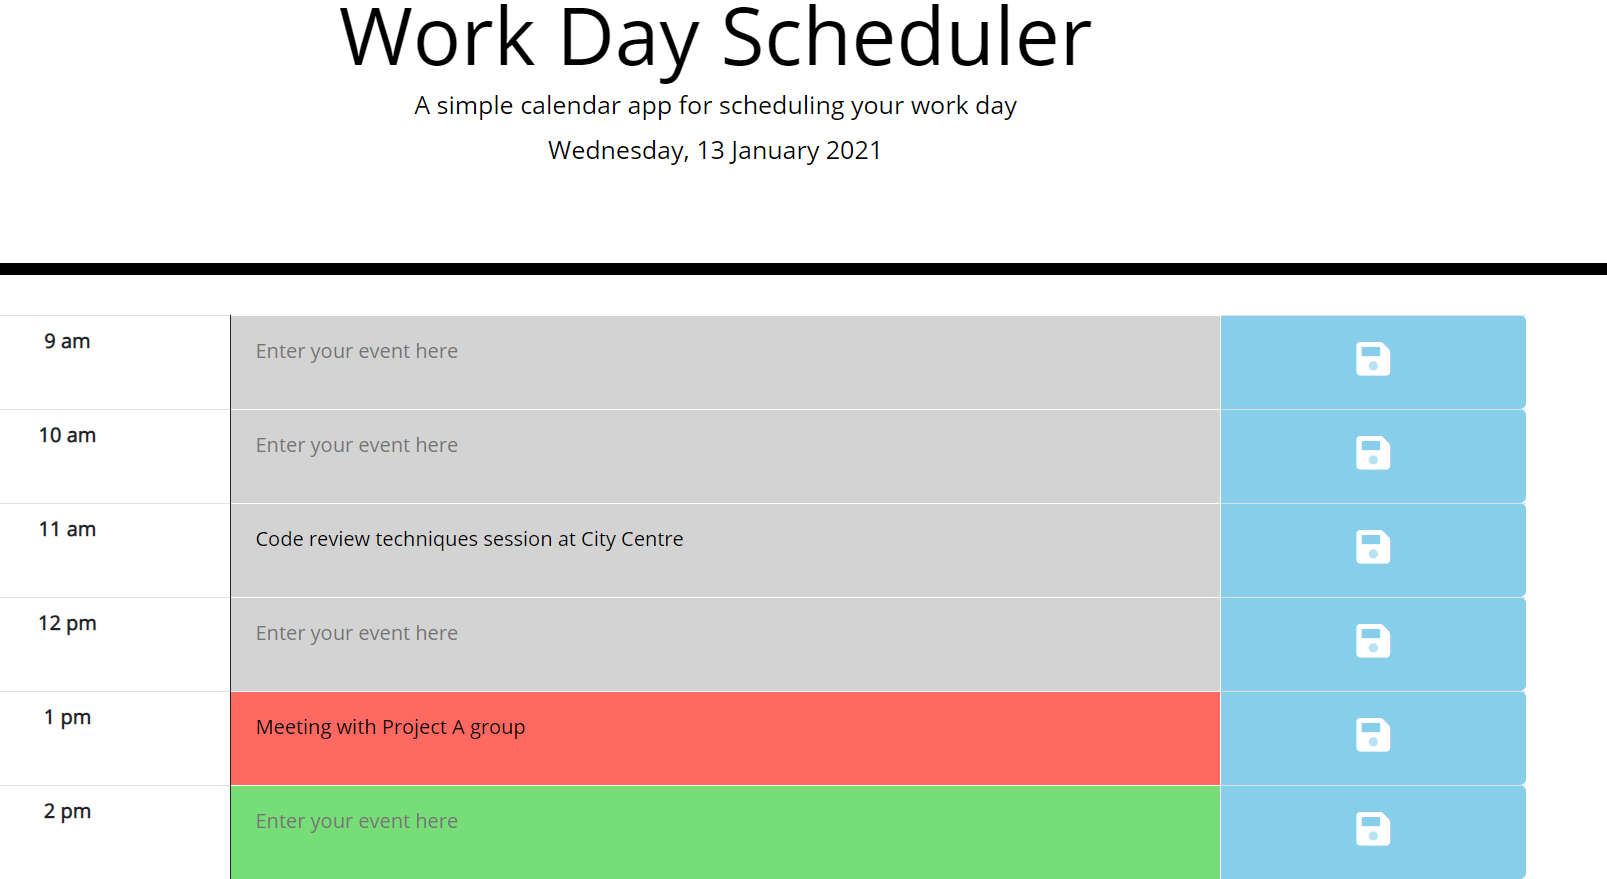 Work Day Scheduler
A simple calendar app for scheduling your work day
Wednesday, 13 January 2021
9 am
Enter your event here
10 am
Enter your event here
11 am
Code review techniques session at City Centre
12 pm
Enter your event here
1 pm
Meeting with Project A group
2 pm
Enter your event here